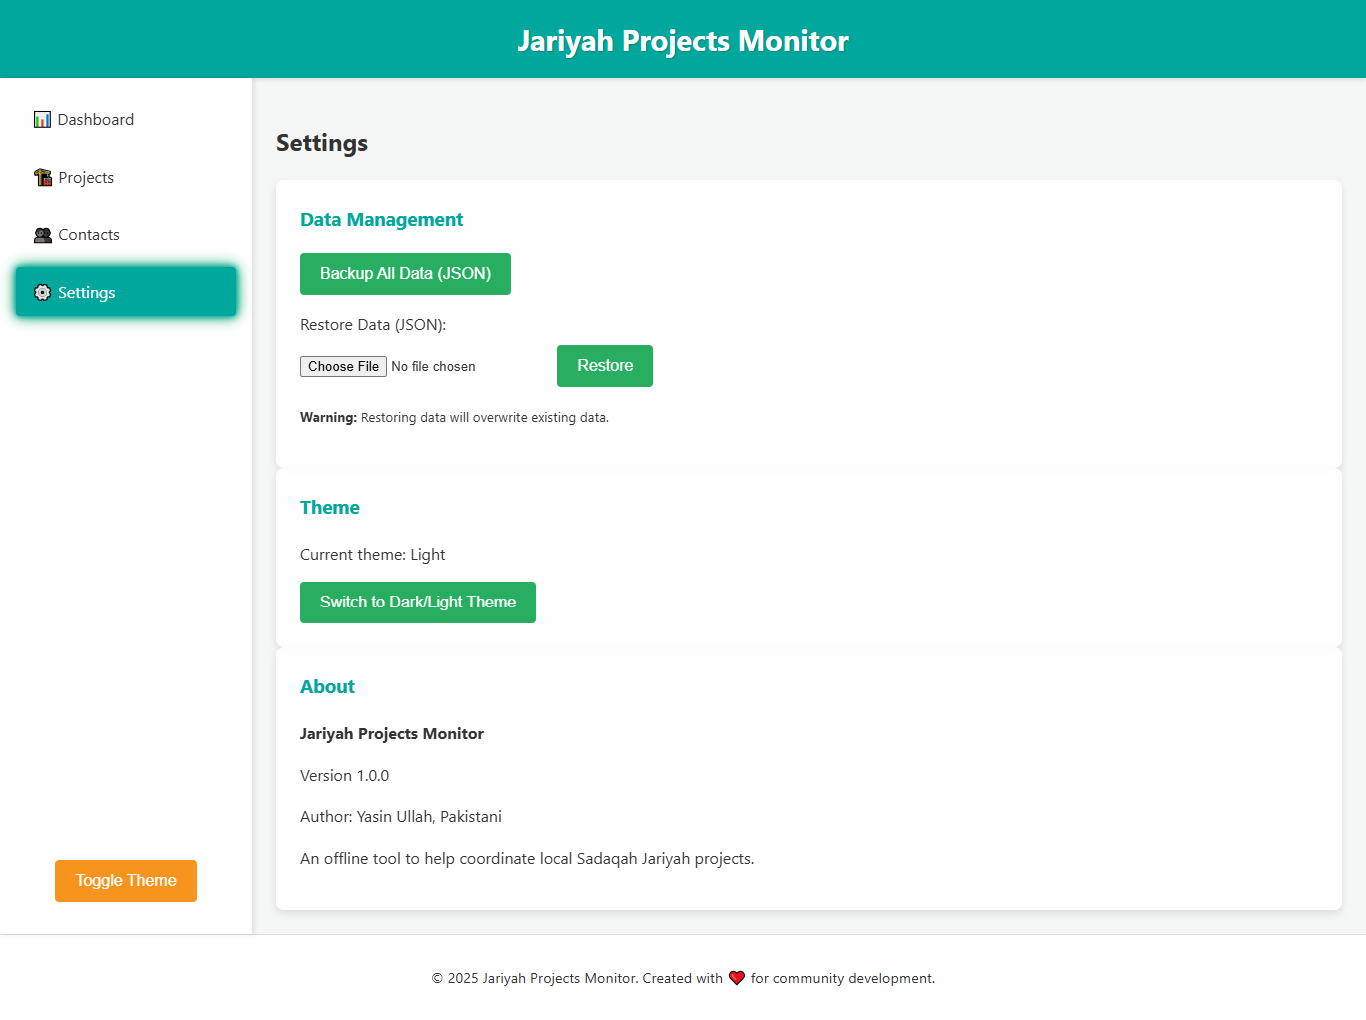 Jariyah Projects Monitor
Dashboard
Projects
Contacts
Settings
Toggle Theme
Settings
Data Management
Backup All Data (JSON)
Restore Data (JSON):
Choose File No file chosen
Restore
Warning: Restoring data will overwrite existing data.
Theme
Current theme: Light
Switch to Dark/Light Theme
About
Jariyah Projects Monitor
Version 1.0.0
Author: Yasin Ullah, Pakistani
An offline tool to help coordinate local Sadaqah Jariyah projects.
© 2025 Jariyah Projects Monitor. Created with ❤️ for community development.